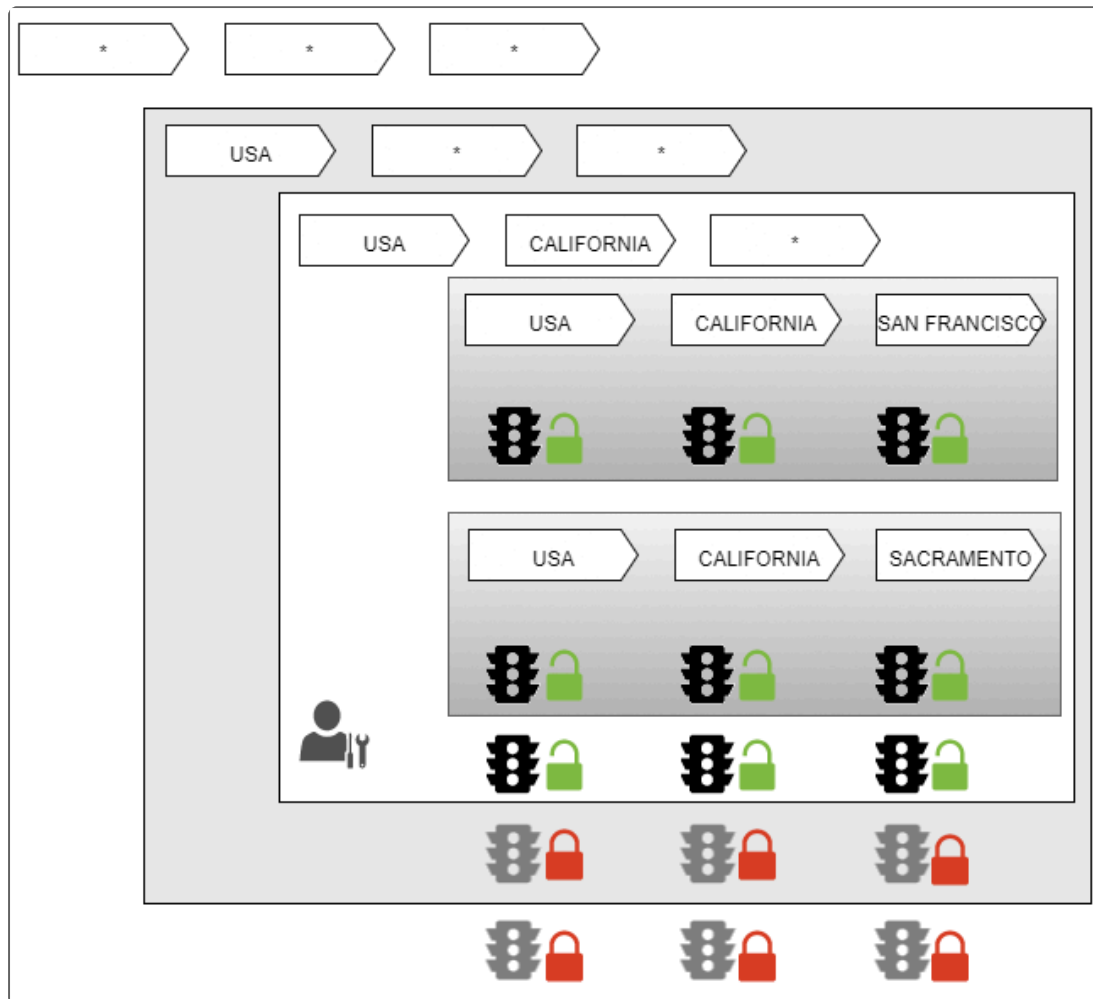 * * *
USA * *
USA CALIFORNIA *
USA CALIFORNIA SAN FRANCISCO
USA CALIFORNIA SACRAMENTO